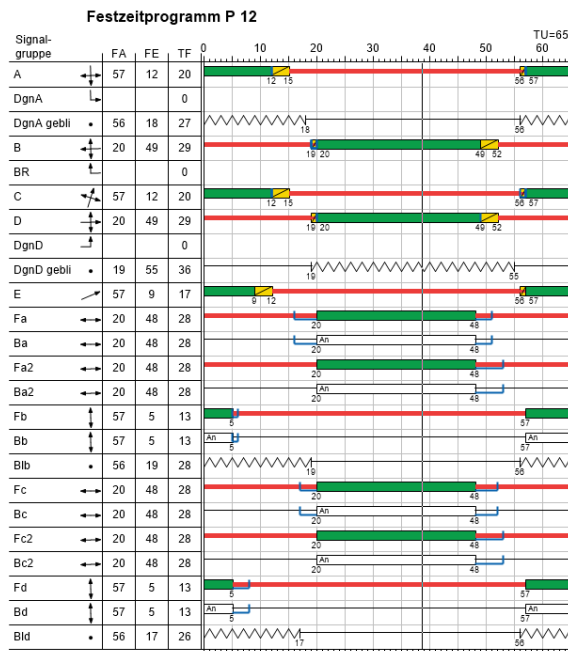 Festzeitprogramm P 12
TU=65
Signal-
gruppe FA FE TF 0 10 20 30 40 50 60
A 57 12 20 12 15 56 57
DgnA 0
DgnA gebli 56 18 27 18 56
B 20 49 29 19 20 49 52
BR 0
C 57 12 20 12 15 56 57
D 20 49 29 19 20 49 52
DgnD 0
DgnD gebli 19 55 36 19 55
E 57 9 17 9 12 56 57
Fa 20 48 28 20 48
Ba 20 48 28 An 20 48
Fa2 20 48 28 20 48
Ba2 20 48 28 An 20 48
Fb 57 5 13 5 57
Bb 57 5 13 An 5 An 57
Blb 56 19 28 19 56
Fc 20 48 28 20 48
Bc 20 48 28 An 20 48
Fc2 20 48 28 20 48
Bc2 20 48 28 An 20 48
Fd 57 5 13 5 57
Bd 57 5 13 An 5 An 57
Bld 56 17 26 17 56